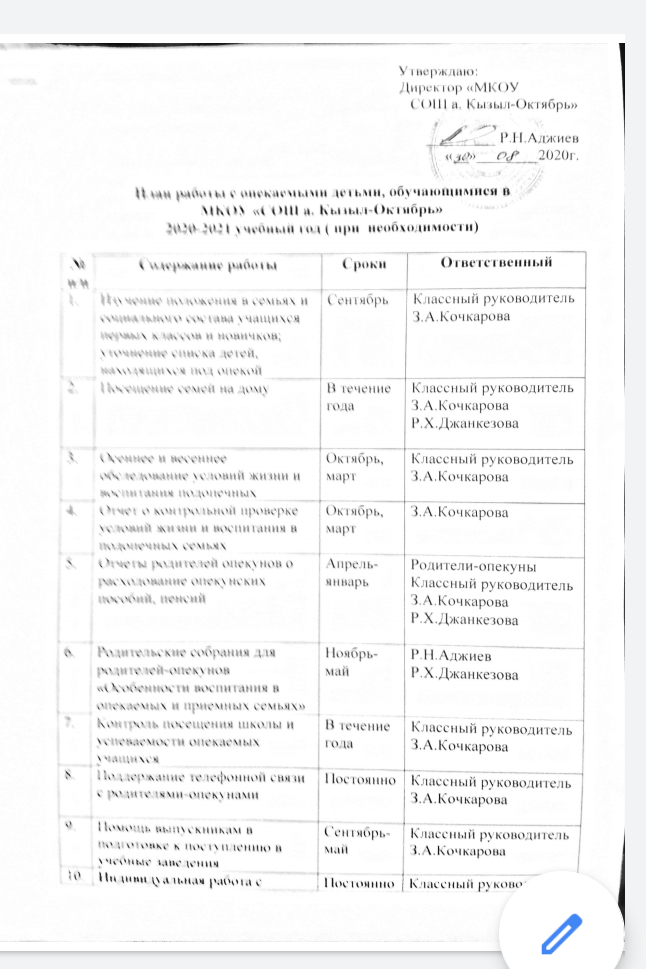 Утверждаю:
Директор «МКОУ
СОШ а. Кызыл-Октябрь»
Р.Н.Аджиев
«30» 08 2020г.
План работы с опекаемыми детьми, обучающимися в
МКОУ «СОШ а. Кызыл-Октябрь»
2020-2021 учебный год ( при необходимости)
№ п/п Содержание работы Сроки Ответственный
1. Изучение положения в семьях и социального состава учащихся первых классов и новичков; уточнение списка детей, находящихся под опекой Сентябрь Классный руководитель З.А.Кочкарова
2. Посещение семей на дому В течение года Классный руководитель З.А.Кочкарова Р.Х.Джанкезова
3. Осеннее и весеннее обследование условий жизни и воспитания подопечных Октябрь, март Классный руководитель З.А.Кочкарова
4. Отчет о контрольной проверке условий жизни и воспитания в подопечных семьях Октябрь, март З.А.Кочкарова
5. Отчеты родителей опекунов о расходование опекунских пособий, пенсий Апрель-январь Родители-опекуны Классный руководитель З.А.Кочкарова Р.Х.Джанкезова
6. Родительские собрания для родителей-опекунов «Особенности воспитания в опекаемых и приемных семьях» Ноябрь-май Р.Н.Аджиев Р.Х.Джанкезова
7. Контроль посещения школы и успеваемости опекаемых учащихся В течение года Классный руководитель З.А.Кочкарова
8. Поддержание телефонной связи с родителями-опекунами Постоянно Классный руководитель З.А.Кочкарова
9. Помощь выпускникам в подготовке к поступлению в учебные заведения Сентябрь-май Классный руководитель З.А.Кочкарова
10 Индивидуальная работа с Постоянно Классный руково